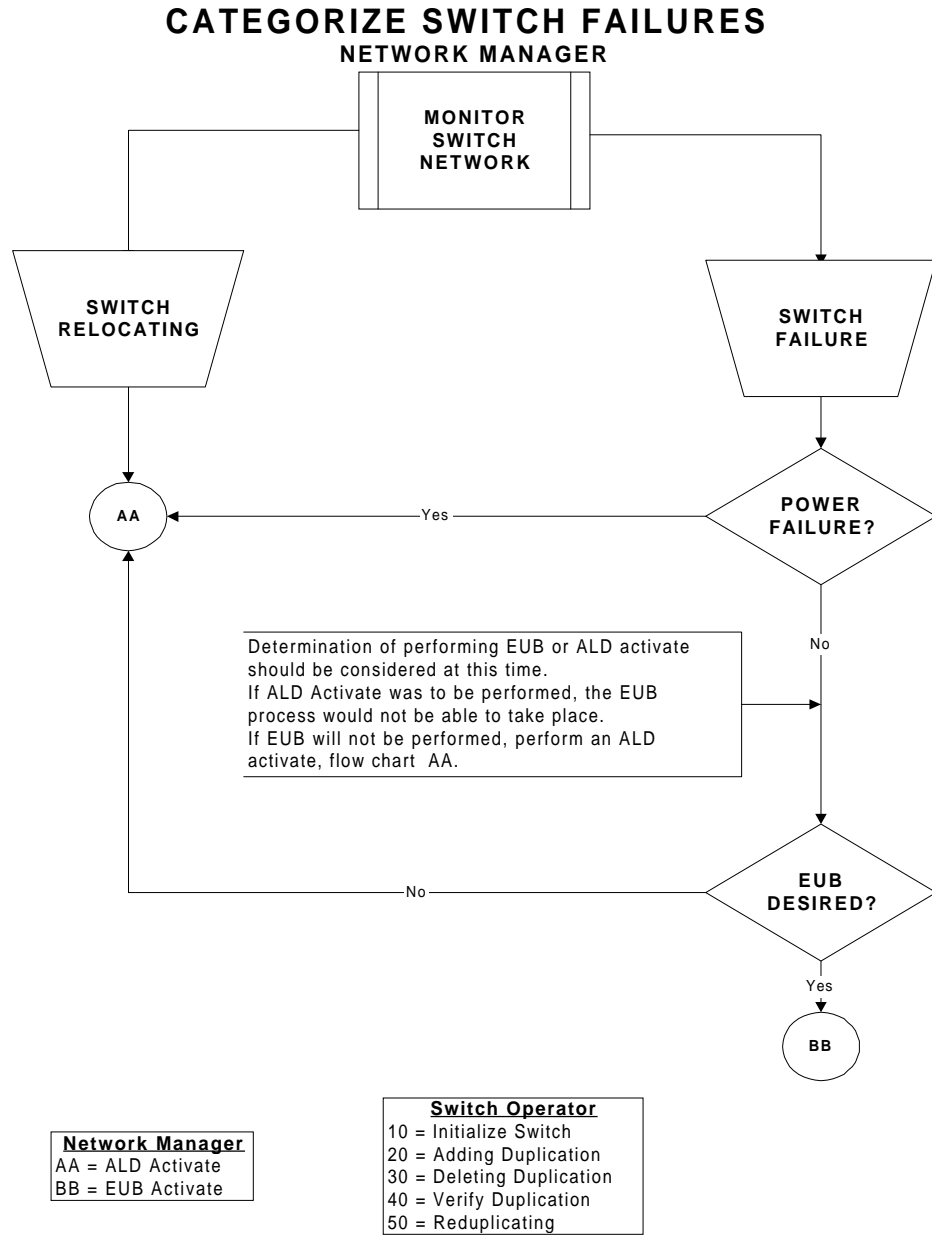 CATEGORIZE SWITCH FAILURES
NETWORK MANAGER
MONITOR
SWITCH
NETWORK
SWITCH
RELOCATING
SWITCH
FAILURE
AA
Yes
POWER
FAILURE?
No
Determination of performing EUB or ALD activate
should be considered at this time.
If ALD Activate was to be performed, the EUB
process would not be able to take place.
If EUB will not be performed, perform an ALD
activate, flow chart AA.
No
EUB
DESIRED?
Yes
BB
Network Manager
AA = ALD Activate
BB = EUB Activate
Switch Operator
10 = Initialize Switch
20 = Adding Duplication
30 = Deleting Duplication
40 = Verify Duplication
50 = Reduplicating